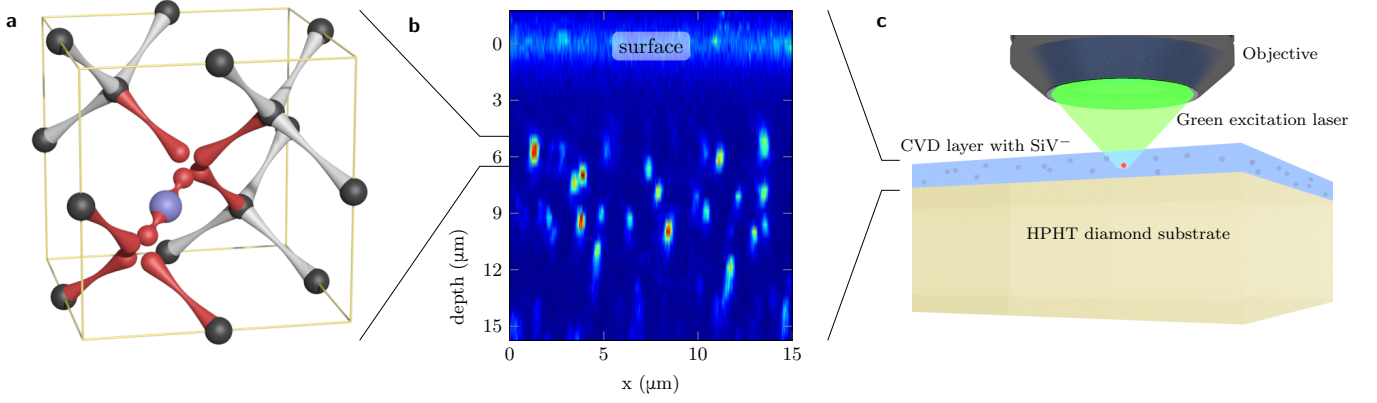 a
b
c
surface
0
3
6
9
12
15
depth (μm)
0
5
10
15
x (μm)
Objective
Green excitation laser
CVD layer with SiV⁻
HPHT diamond substrate